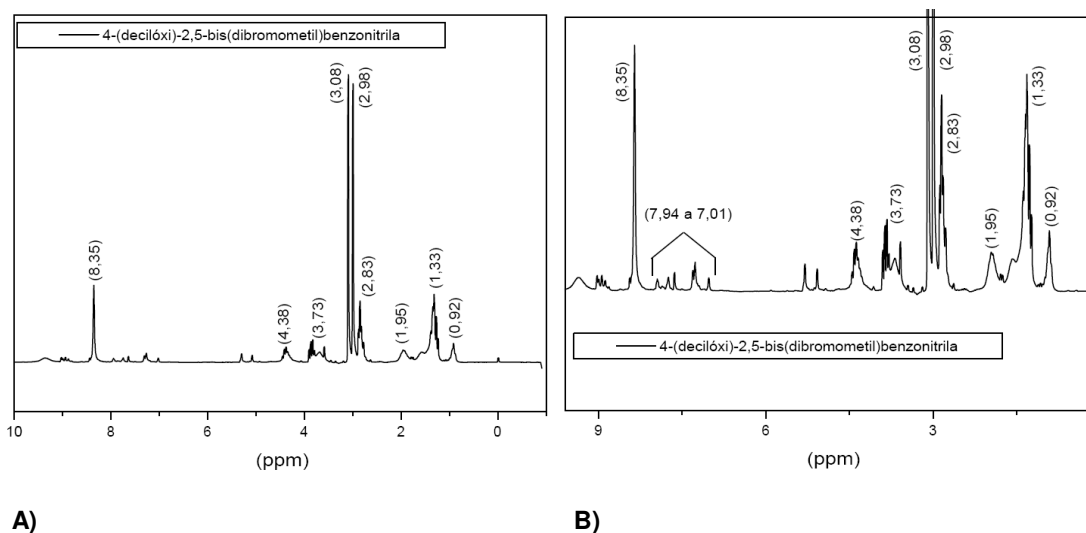 4-(decilóxi)-2,5-bis(dibromometil)benzonitrila
(3,08)
(2,98)
(8,35)
(4,38)
(3,73)
(2,83)
(1,95)
(1,33)
(0,92)
10 8 6 4 2 0
(ppm)
A)
(8,35)
(7,94 a 7,01)
(4,38)
(3,73)
(3,08)
(2,98)
(2,83)
(1,95)
(1,33)
(0,92)
4-(decilóxi)-2,5-bis(dibromometil)benzonitrila
9 6 3
(ppm)
B)